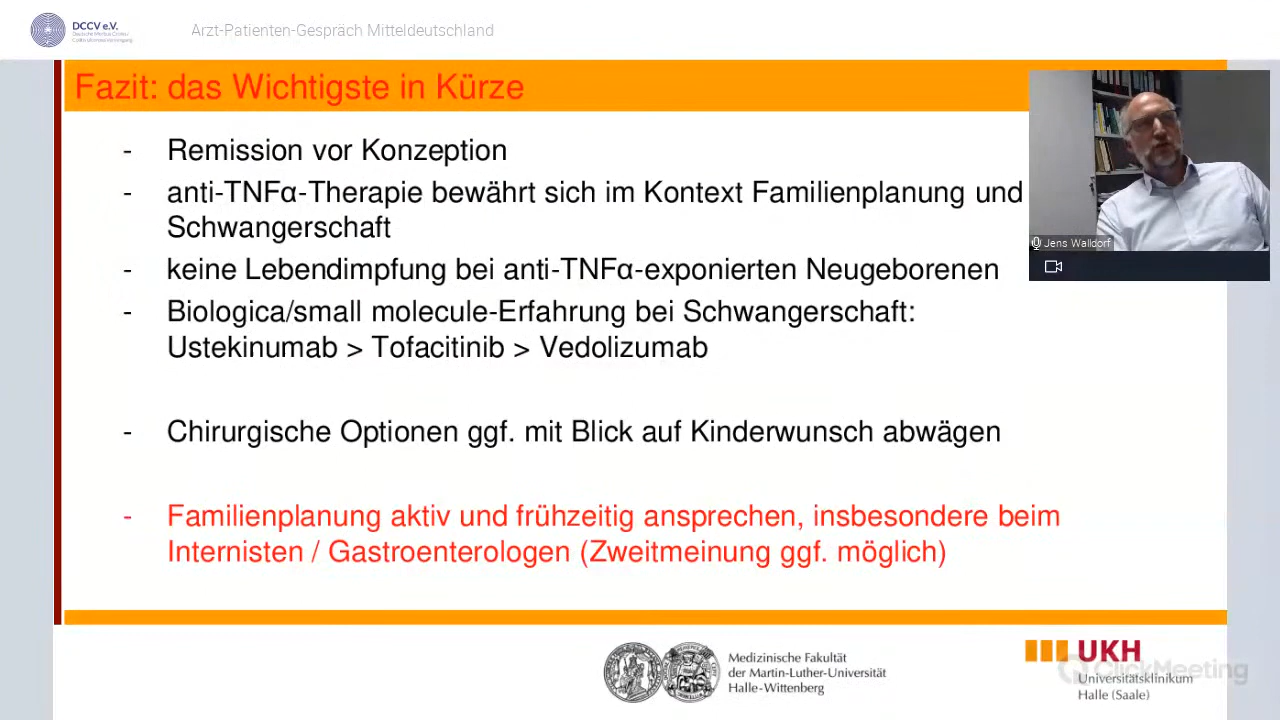 DCCV e.V.
Arzt-Patienten-Gespräch Mitteldeutschland
Fazit: das Wichtigste in Kürze
- Remission vor Konzeption
- anti-TNFα-Therapie bewährt sich im Kontext Familienplanung und
Schwangerschaft
- keine Lebendimpfung bei anti-TNFα-exponierten Neugeborenen
- Biologica/small molecule-Erfahrung bei Schwangerschaft:
Ustekinumab > Tofacitinib > Vedolizumab
- Chirurgische Optionen ggf. mit Blick auf Kinderwunsch abwägen
- Familienplanung aktiv und frühzeitig ansprechen, insbesondere beim
Internisten / Gastroenterologen (Zweitmeinung ggf. möglich)
Jens Walldorf
Medizinische Fakultät
der Martin-Luther-Universität
Halle-Wittenberg
UKH
ClickMeeting
Universitätsklinikum
Halle (Saale)